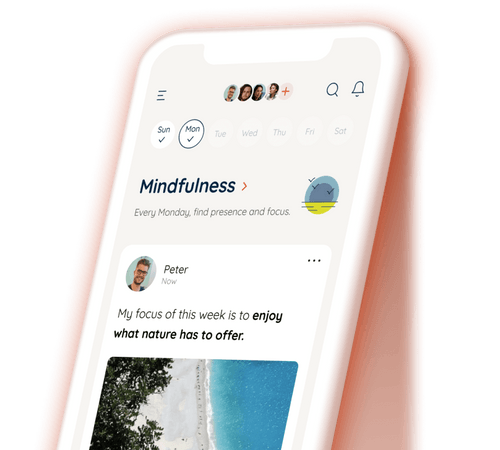 Sun Mon Tue Wed Thu Fri Sat
Mindfulness
Every Monday, find presence and focus.
Peter
Now
My focus of this week is to enjoy
what nature has to offer.